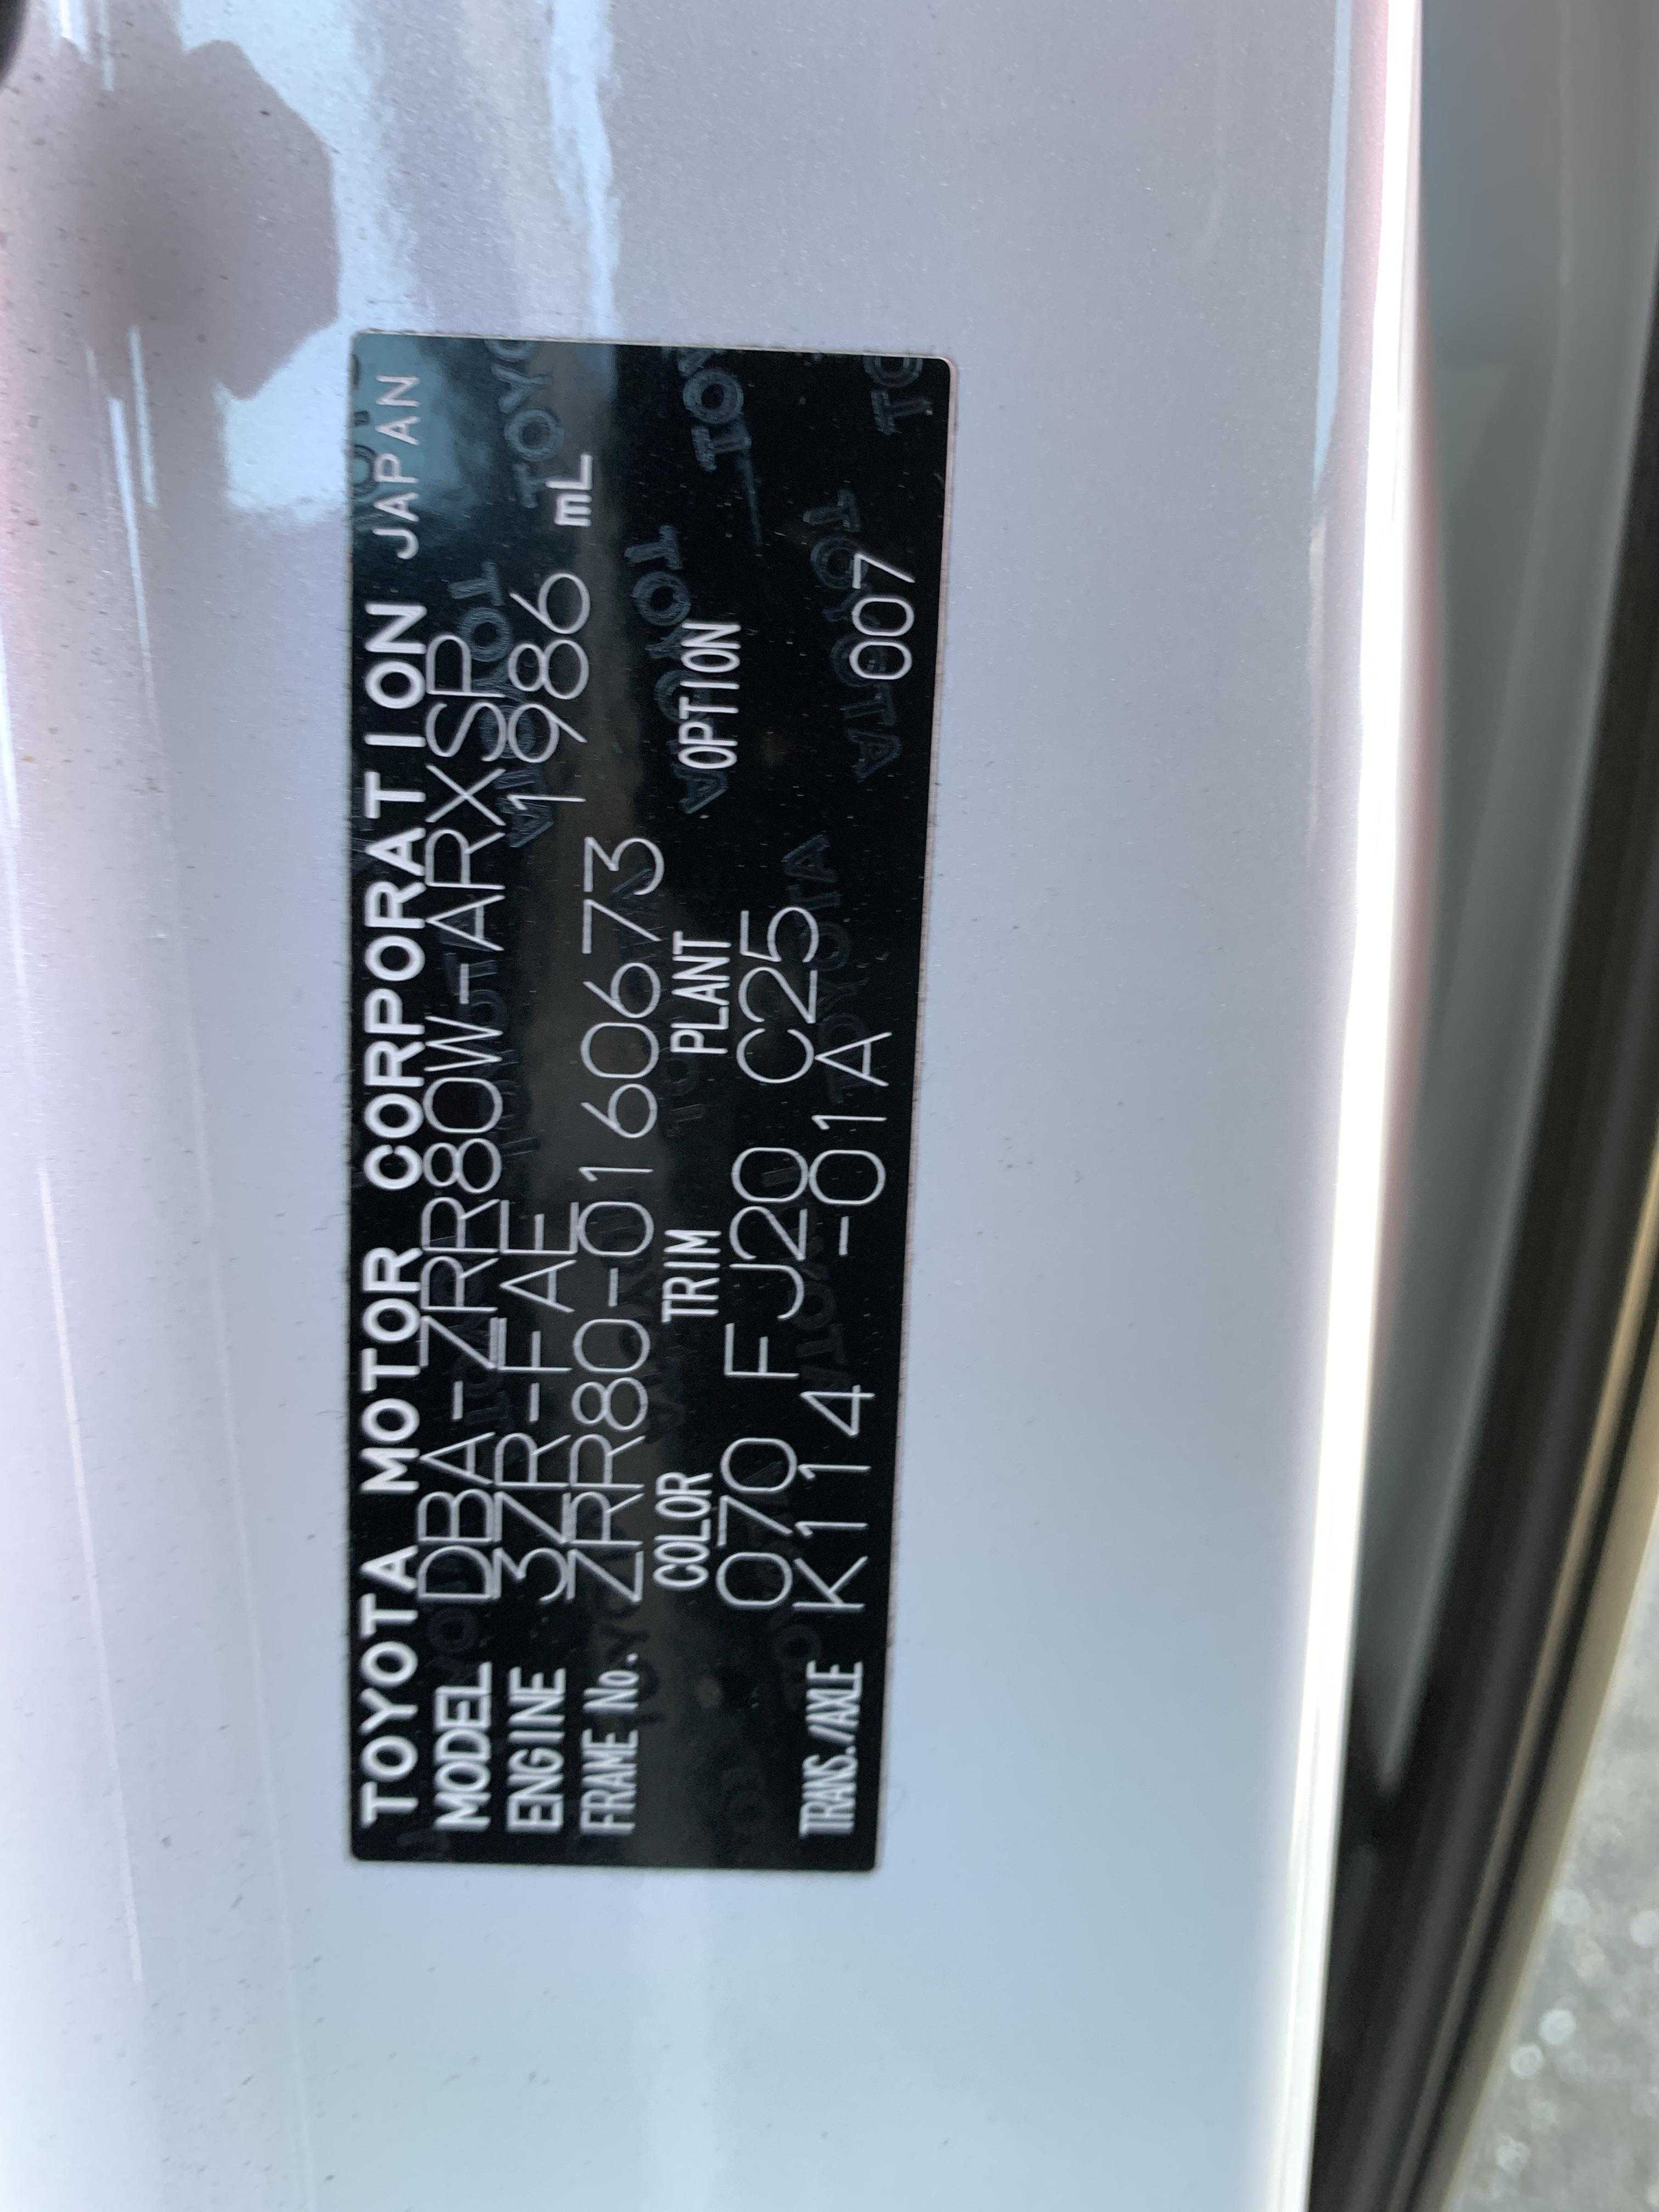 TOYOTA MOTOR CORPORATION JAPAN
MODEL DBA-ZRR80W-ARXSP
ENGINE 3ZR-FAE 1986 mL
FRAME No. ZRR80-0160673
COLOR TRIM PLANT OPTION
070 FJ20 C25
TRANS./AXLE K114 -01A 007